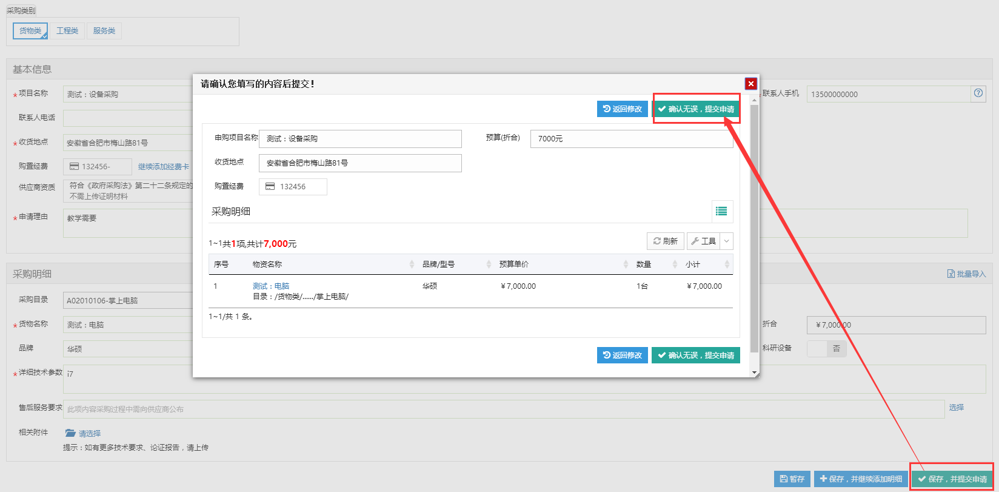 采购类别
货物类 工程类 服务类
基本信息
*项目名称 测试：设备采购
联系人手机 13500000000
联系人电话
*收货地点 安徽省合肥市梅山路81号
购置经费 132456- 继续添加经费卡
供应商资质 符合《政府采购法》第二十二条规定的
不需上传证明材料
*申请理由 教学需要
采购明细 批量导入
采购目录 A02010106-掌上电脑
*货物名称 测试：电脑
折合 ￥7,000.00
品牌 华硕
科研设备 否
*详细技术参数 i7
售后服务要求 此项内容采购过程中需向供应商公布 选择
相关附件 请选择
提示：如有更多技术要求、论证报告，请上传
暂存 保存，并继续添加明细 保存，并提交申请
请确认您填写的内容后提交！
返回修改 确认无误，提交申请
申购项目名称 测试：设备采购 预算(折合) 7000元
收货地点 安徽省合肥市梅山路81号
购置经费 132456
采购明细
1~1共1项,共计7,000元 刷新 工具
序号 物资名称 品牌/型号 预算单价 数量 小计
1 测试：电脑 华硕 ￥7,000.00 1台 ￥7,000.00
目录：/货物类/....../掌上电脑/
1~1/共 1 条。
返回修改 确认无误，提交申请